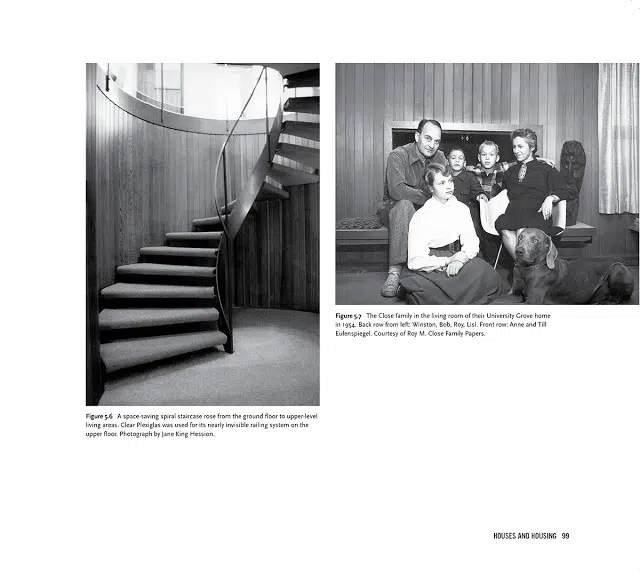 Figure 5.6 A space-saving spiral staircase rose from the ground floor to upper-level
living areas. Clear Plexiglas was used for its nearly invisible railing system on the
upper floor. Photograph by Jane King Hession.
Figure 5.7 The Close family in the living room of their University Grove home
in 1954. Back row from left: Winston, Bob, Roy, Lisl. Front row: Anne and Till
Eulenspiegel. Courtesy of Roy M. Close Family Papers.
HOUSES AND HOUSING 99